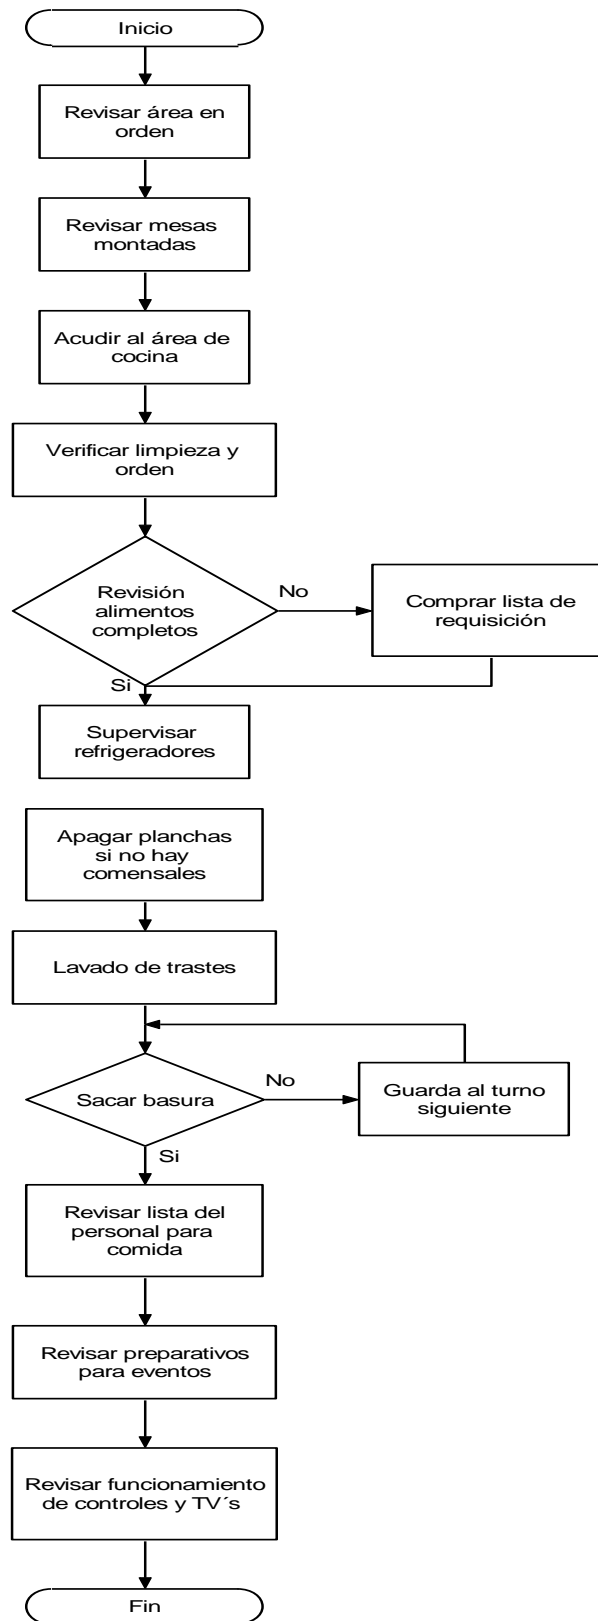 Inicio
Revisar área en
orden
Revisar mesas
montadas
Acudir al área de
cocina
Verificar limpieza y
orden
Revisión
alimentos
completos
No
Comprar lista de
requisición
Si
Supervisar
refrigeradores
Apagar planchas
si no hay
comensales
Lavado de trastes
Sacar basura
No
Guarda al turno
siguiente
Si
Revisar lista del
personal para
comida
Revisar preparativos
para eventos
Revisar funcionamiento
de controles y TV´s
Fin